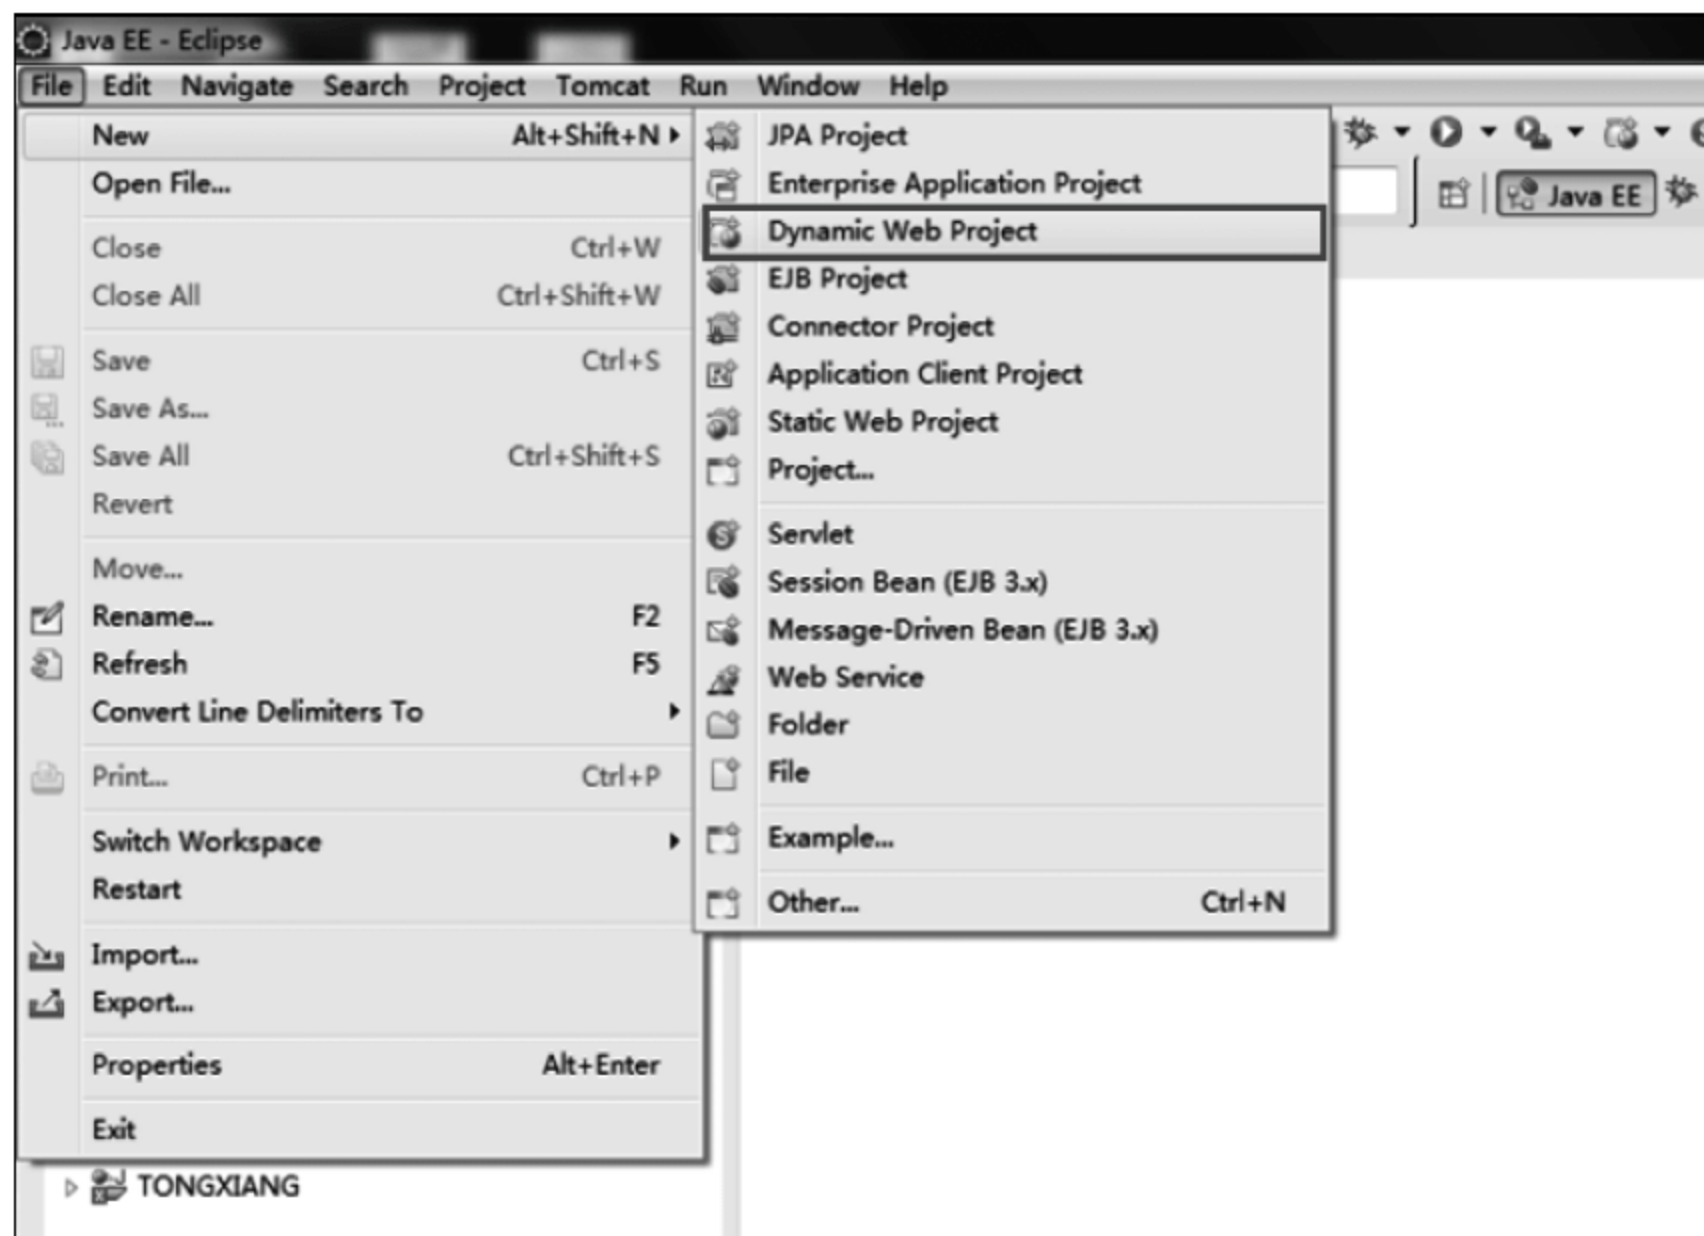 Java EE - Eclipse
File Edit Navigate Search Project Tomcat Run Window Help
New Alt+Shift+N
Open File...
Close Ctrl+W
Close All Ctrl+Shift+W
Save Ctrl+S
Save As...
Save All Ctrl+Shift+S
Revert
Move...
Rename... F2
Refresh F5
Convert Line Delimiters To
Print... Ctrl+P
Switch Workspace
Restart
Import...
Export...
Properties Alt+Enter
Exit
JPA Project
Enterprise Application Project
Dynamic Web Project
EJB Project
Connector Project
Application Client Project
Static Web Project
Project...
Servlet
Session Bean (EJB 3.x)
Message-Driven Bean (EJB 3.x)
Web Service
Folder
File
Example...
Other... Ctrl+N
Java EE
TONGXIANG